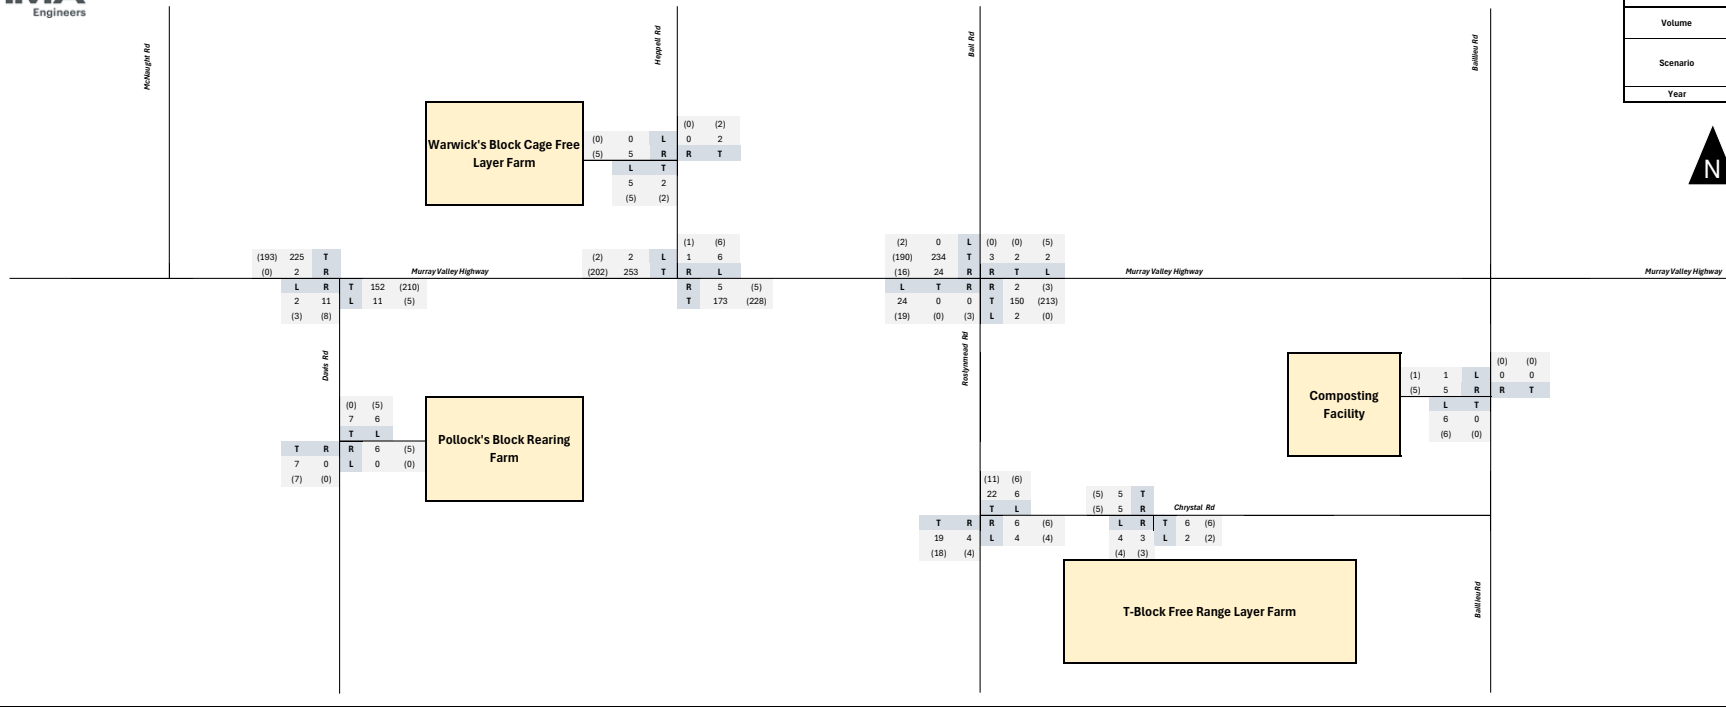 Engineers
McNaught Rd
Heppell Rd
Ball Rd
Baillieu Rd
Volume
Scenario
Year
N
Warwick's Block Cage Free
Layer Farm
(0) (2)
(0) 0 L 0 2
(5) 5 R R T
L T
5 2
(5) (2)
(193) 225 T
(0) 2 R
Murray Valley Highway
L R T 152 (210)
2 11 L 11 (5)
(3) (8)
(1) (6)
(2) 2 L 1 6
(202) 253 T R L
R 5 (5)
T 173 (228)
(2) 0 L (0) (0) (5)
(190) 234 T 3 2 2
(16) 24 R R T L
L T R R 2 (3)
24 0 0 T 150 (213)
(19) (0) (3) L 2 (0)
Murray Valley Highway
Murray Valley Highway
Davis Rd
Roslynmead Rd
(0) (5)
7 6
T L
T R R 6 (5)
7 0 L 0 (0)
(7) (0)
Pollock's Block Rearing
Farm
Composting
Facility
(0) (0)
(1) 1 L 0 0
(5) 5 R R T
L T
6 0
(6) (0)
(11) (6)
22 6
T L
T R R 6 (6)
19 4 L 4 (4)
(18) (4)
(5) 5 T
(5) 5 R
Chrystal Rd
L R T 6 (6)
4 3 L 2 (2)
(4) (3)
T-Block Free Range Layer Farm
Baillieu Rd